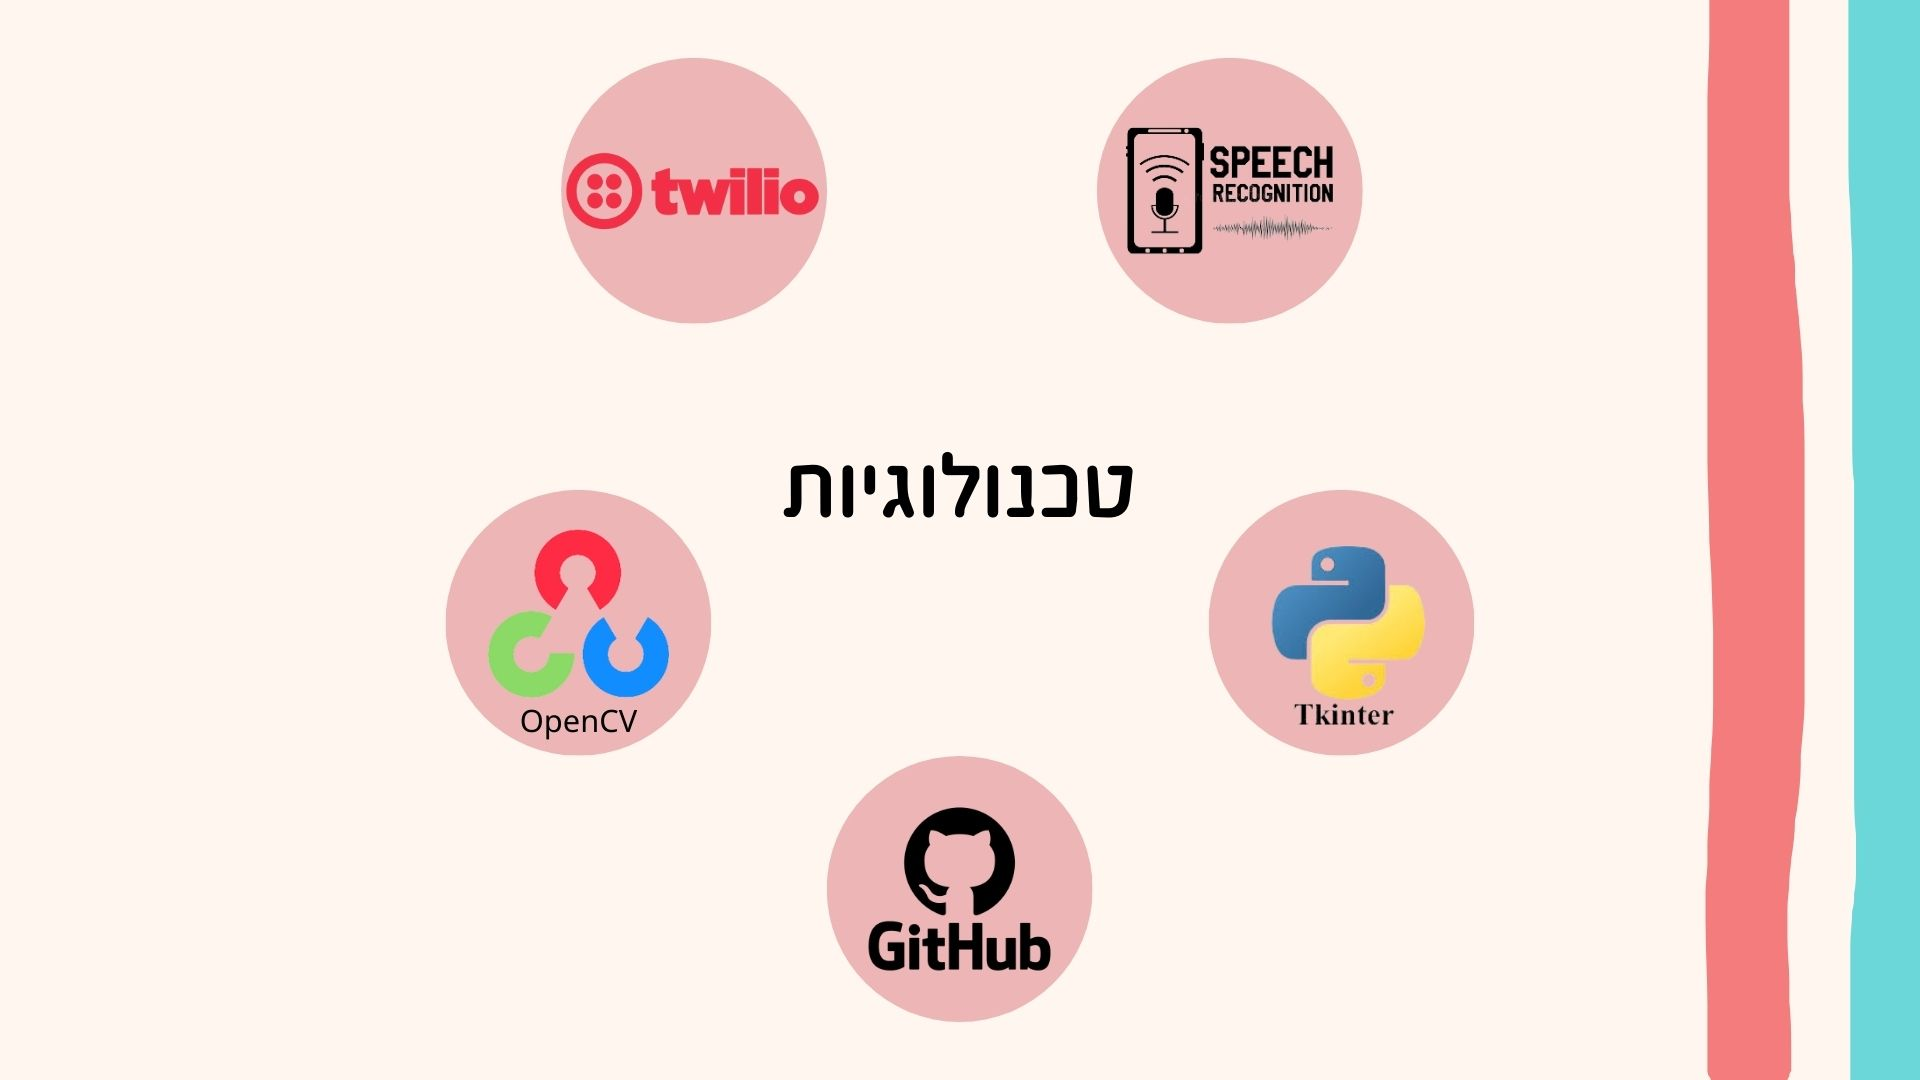 twilio
SPEECH
RECOGNITION
טכנולוגיות
OpenCV
Tkinter
GitHub